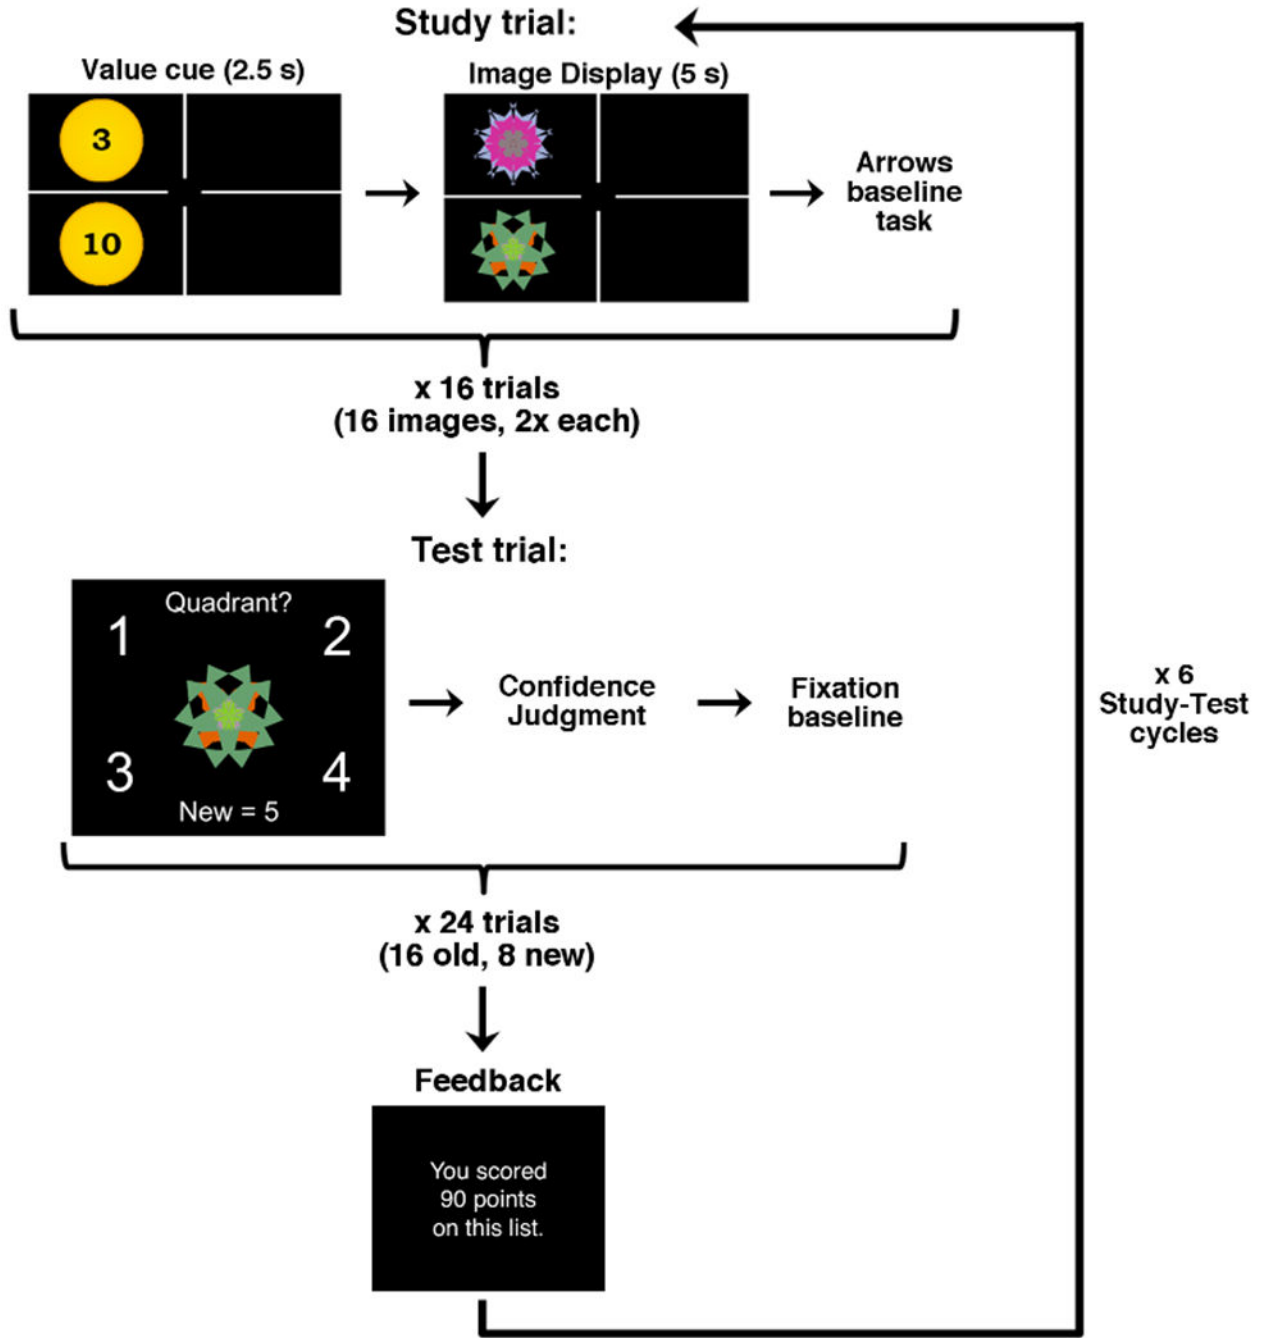 Study trial:
Value cue (2.5 s)
Image Display (5 s)
3
10
Arrows
baseline
task
x 16 trials
(16 images, 2x each)
Test trial:
Quadrant?
1
2
3
4
New = 5
Confidence
Judgment
Fixation
baseline
x 6
Study-Test
cycles
x 24 trials
(16 old, 8 new)
Feedback
You scored
90 points
on this list.